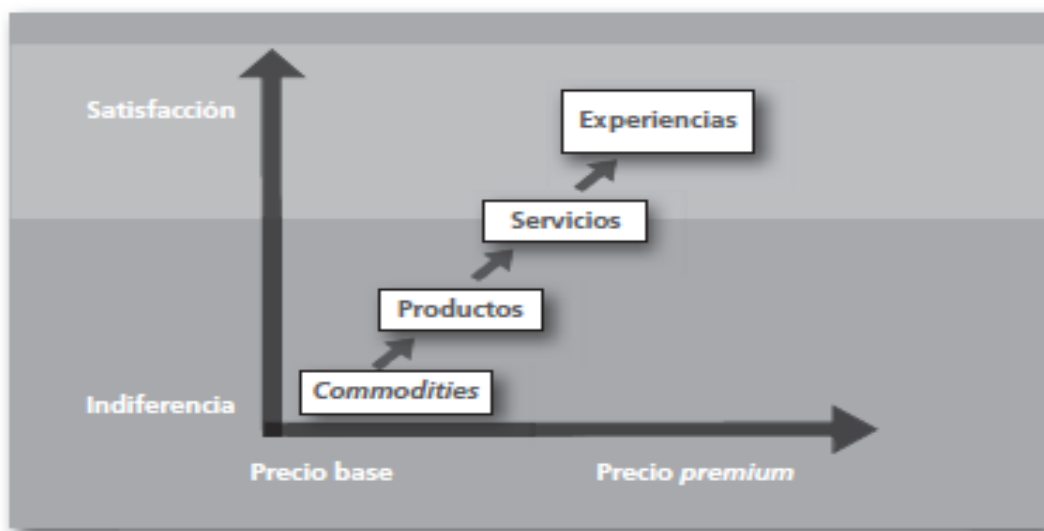 Satisfacción
Experiencias
Servicios
Productos
Commodities
Indiferencia
Precio base
Precio premium